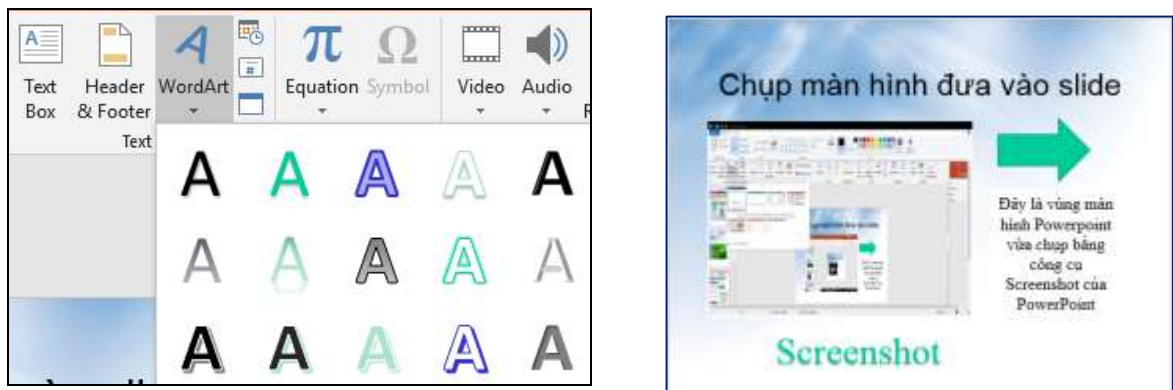 Text
Box
Header
& Footer
WordArt
Equation
Symbol
Video
Audio
Text
A A A A A
A A A A A
A A A A A
Chụp màn hình đưa vào slide
Đây là vùng màn
hình Powerpoint
vừa chụp bằng
công cụ
Screenshot của
PowerPoint
Screenshot